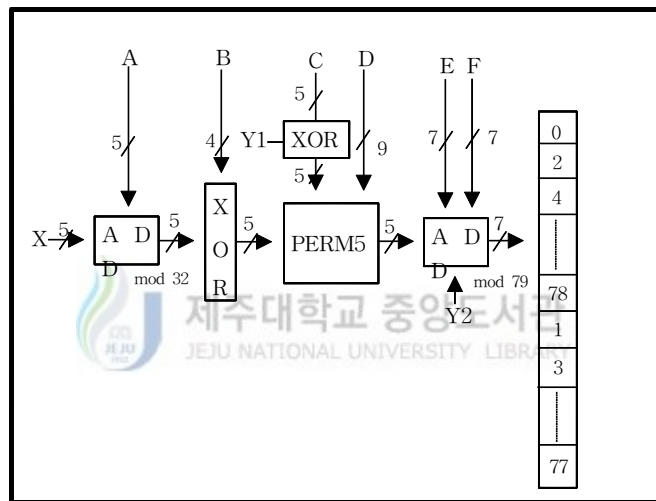 A B C D E F
5 5 4 Y1 XOR 9 7 7
5
X 5 A D D mod 32 5 X O R 5 PERM5 5 A D D mod 79 7
Y2
0
2
4
78
1
3
77
제주대학교 중앙도서관
JEJU NATIONAL UNIVERSITY LIBRARY
JEJU
1952